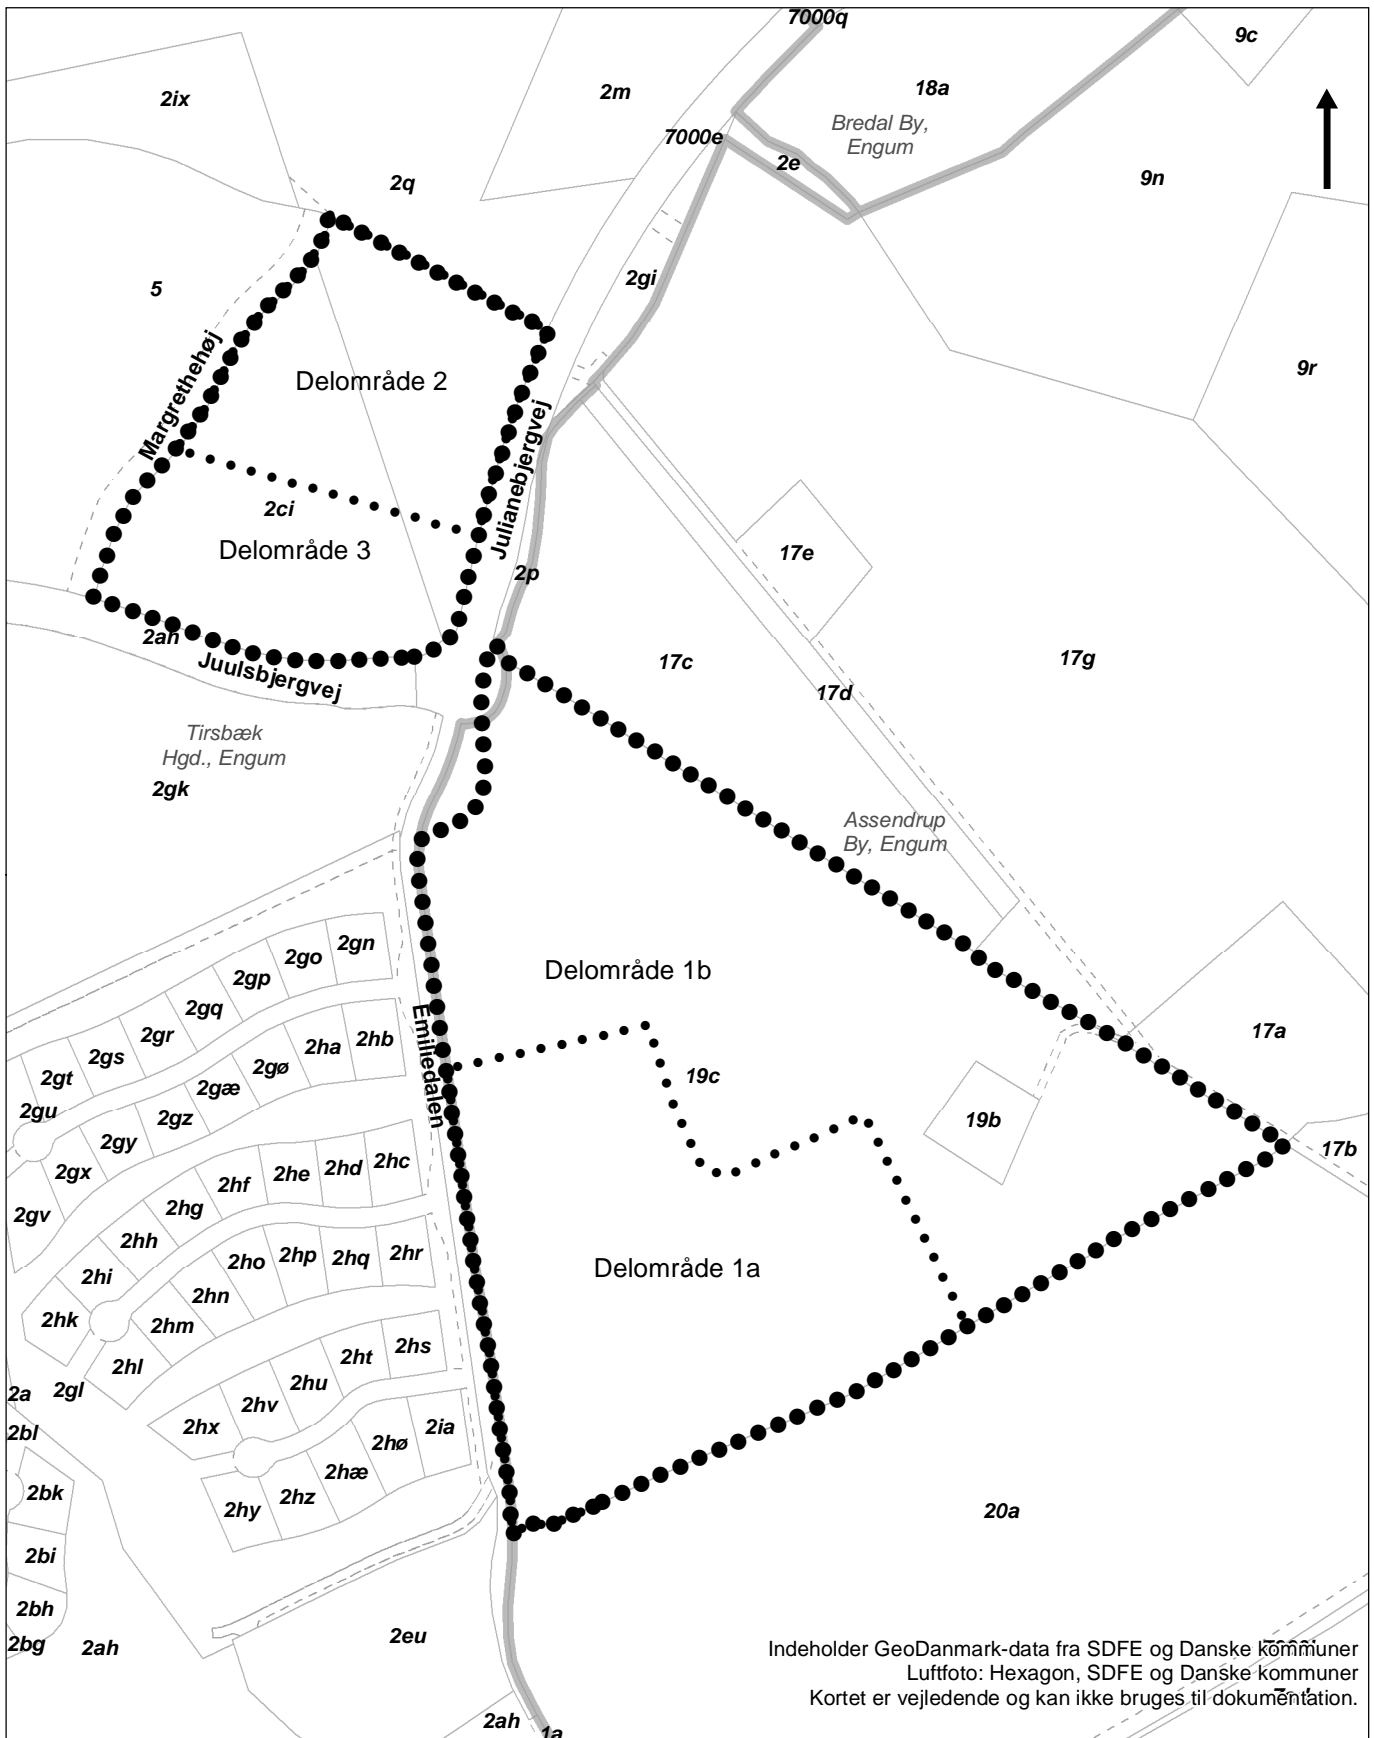 7000q
9c
2ix
2m
18a
7000e
Bredal By,
Engum
2e
2q
9n
2gi
5
Margrethehøj
9r
Delområde 2
Julianebjergvej
2ci
Delområde 3
17e
2p
2an
Juulsbjergvej
17c
17g
17d
Tirsbæk
Hgd., Engum
2gk
Assendrup
By, Engum
2gn
2go
2gp
Delområde 1b
2gq
2gr
2gs
2gt
2gu
2hb
2ha
2gø
2gæ
2gz
2gy
2gx
2gv
Emiliedalen
19c
17a
19b
17b
2hc
2hd
2he
2hf
2hg
2hh
2hi
2hk
2hr
2hq
2hp
2ho
2hn
2hm
2hl
Delområde 1a
2hs
2ht
2hu
2hv
2hx
2a
2gl
2bl
2ia
2hø
2hæ
2hz
2hy
2bk
20a
2bi
2bh
2bg
2ah
2eu
Indeholder GeoDanmark-data fra SDFE og Danske kommuner
Luftfoto: Hexagon, SDFE og Danske kommuner
Kortet er vejledende og kan ikke bruges til dokumentation.
2ah
1a